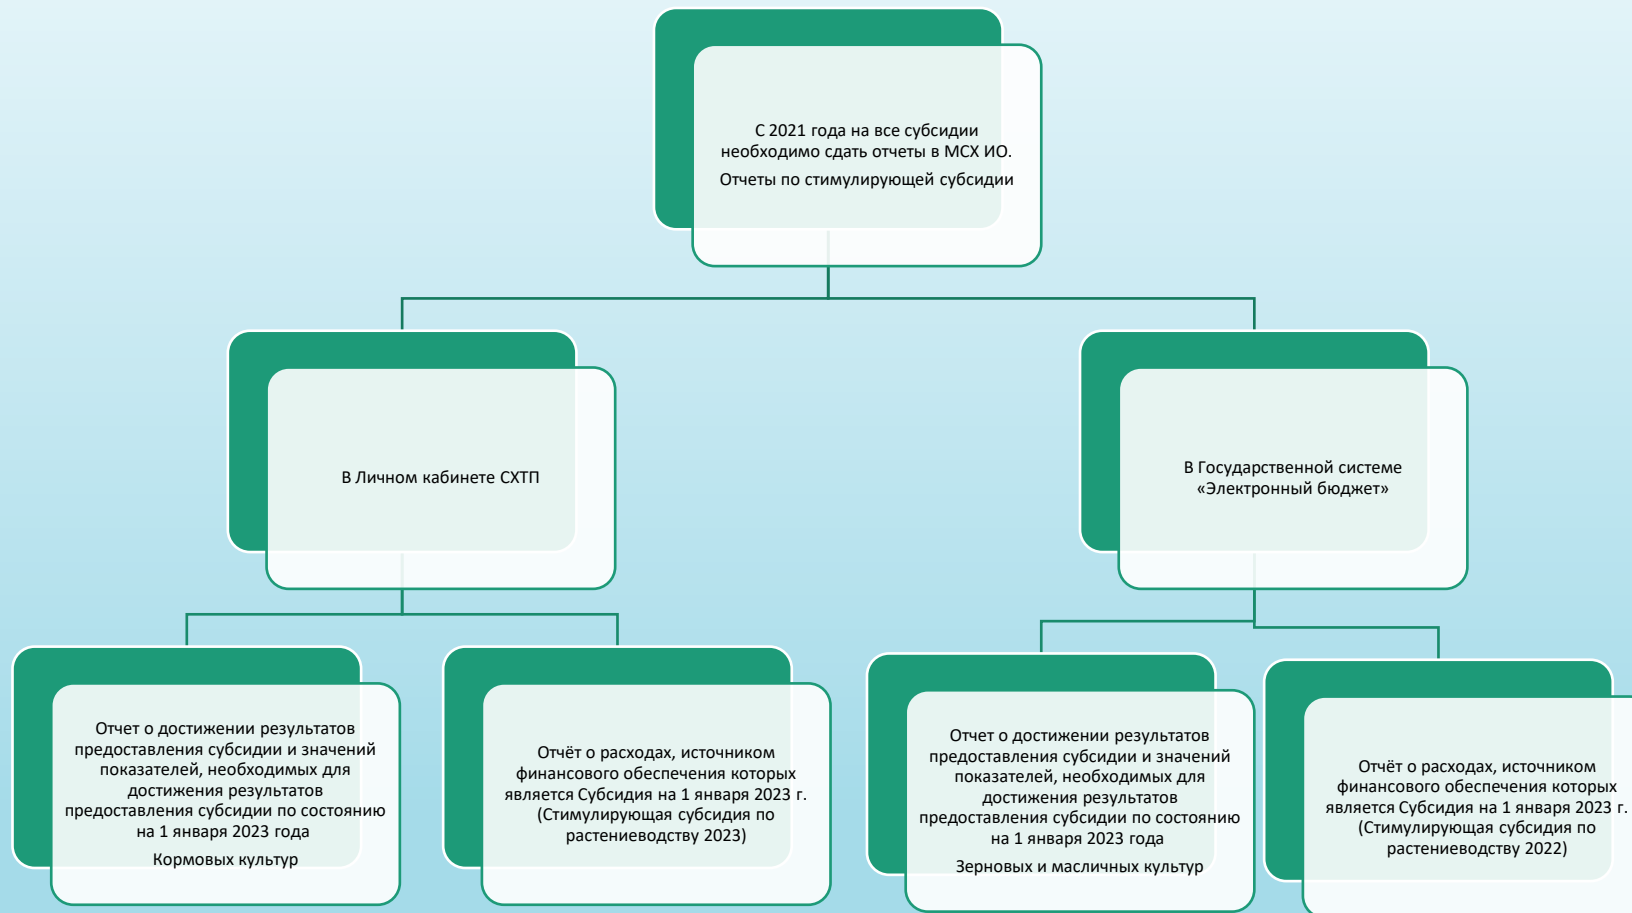 С 2021 года на все субсидии
необходимо сдать отчеты в МСХ ИО.
Отчеты по стимулирующей субсидии
В Личном кабинете СХТП
В Государственной системе
«Электронный бюджет»
Отчет о достижении результатов
предоставления субсидии и значений
показателей, необходимых для
достижения результатов
предоставления субсидии по состоянию
на 1 января 2023 года
Кормовых культур
Отчёт о расходах, источником
финансового обеспечения которых
является Субсидия на 1 января 2023 г.
(Стимулирующая субсидия по
растениеводству 2023)
Отчет о достижении результатов
предоставления субсидии и значений
показателей, необходимых для
достижения результатов
предоставления субсидии по состоянию
на 1 января 2023 года
Зерновых и масличных культур
Отчёт о расходах, источником
финансового обеспечения которых
является Субсидия на 1 января 2023 г.
(Стимулирующая субсидия по
растениеводству 2022)